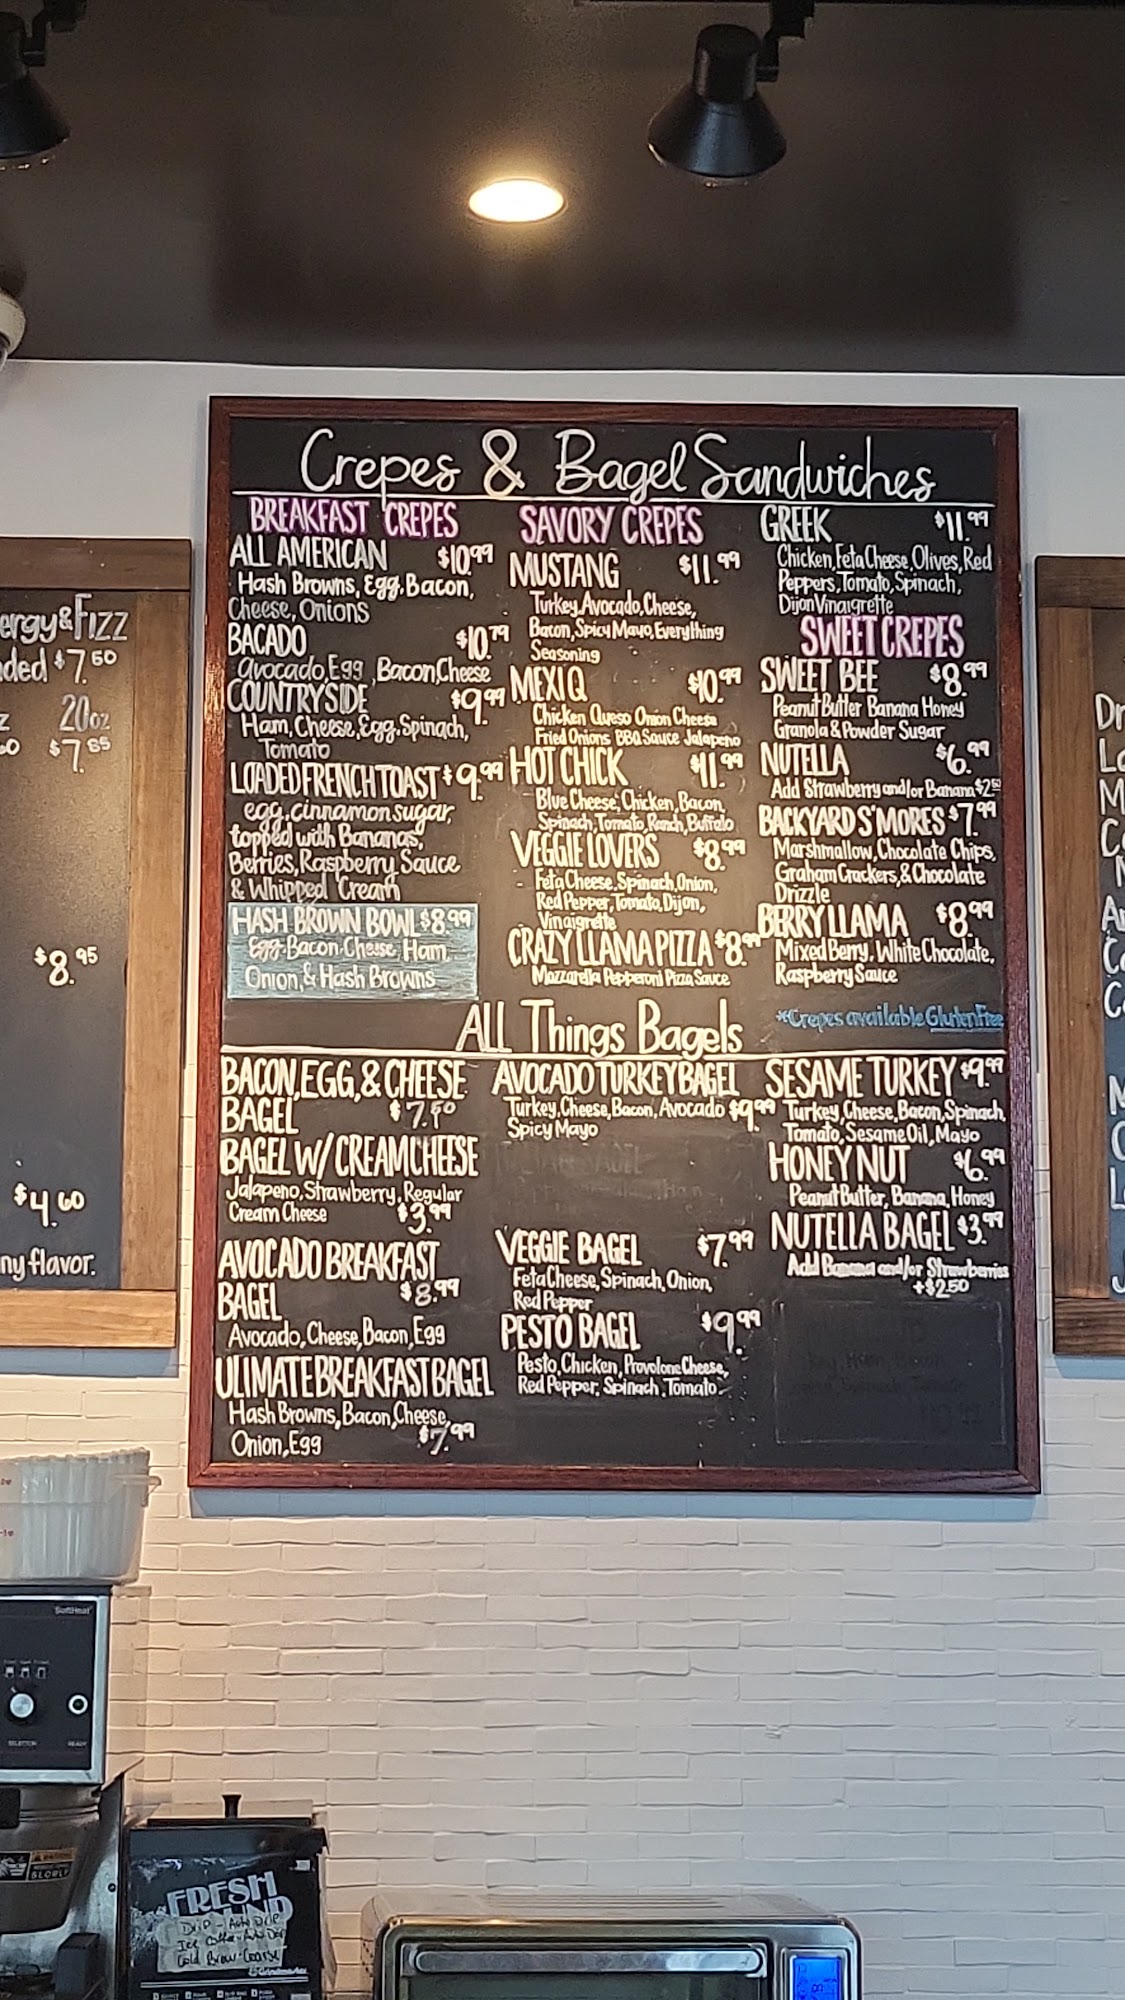 Crepes & Bagel Sandwiches
BREAKFAST CREPES
ALL AMERICAN $10.99
Hash Browns, Egg, Bacon,
Cheese, Onions
BACADO $10.79
Avocado, Egg, Bacon, Cheese
COUNTRYSIDE $9.99
Ham, Cheese, Egg, Spinach,
Tomato
LOADED FRENCH TOAST $9.99
egg, cinnamon sugar,
topped with Bananas,
Berries, Raspberry Sauce
& Whipped Cream
HASH BROWN BOWL $8.99
Egg Bacon Cheese Ham
Onion, & Hash Browns
SAVORY CREPES
MUSTANG $11.99
Turkey, Avocado, Cheese,
Bacon, Spicy Mayo, Everything
Seasoning
MEXI Q $10.99
Chicken Queso Onion Cheese
Fried Onions BBQ Sauce Jalapeno
HOT CHICK $11.99
Blue Cheese, Chicken, Bacon,
Spinach, Tomato, Ranch, Buffalo
VEGGIE LOVERS $8.99
Feta Cheese, Spinach, Onion,
Red Pepper, Tomato, Dijon,
Vinaigrette
CRAZY LLAMA PIZZA $8.99
Mozzarella Pepperoni Pizza Sauce
GREEK $11.99
Chicken, Feta Cheese, Olives, Red
Peppers, Tomato, Spinach,
Dijon Vinaigrette
SWEET CREPES
SWEET BEE $8.99
Peanut Butter Banana Honey
Granola & Powder Sugar
NUTELLA $6.99
Add Strawberry and/or Banana $2.50
BACKYARD S'MORES $7.99
Marshmallow, Chocolate Chips,
Graham Crackers, & Chocolate
Drizzle
BERRY LLAMA $8.99
Mixed Berry, White Chocolate,
Raspberry Sauce
*Crepes available Gluten Free
ALL Things Bagels
BACON, EGG, & CHEESE
BAGEL $7.50
BAGEL W/ CREAM CHEESE
Jalapeno, Strawberry, Regular
Cream Cheese $3.99
AVOCADO BREAKFAST
BAGEL $8.99
Avocado, Cheese, Bacon, Egg
ULIMATE BREAKFAST BAGEL
Hash Browns, Bacon, Cheese,
Onion, Egg $7.99
AVOCADO TURKEY BAGEL
Turkey, Cheese, Bacon, Avocado $9.99
Spicy Mayo
VEGGIE BAGEL $7.99
Feta Cheese, Spinach, Onion,
Red Pepper
PESTO BAGEL $9.99
Pesto, Chicken, Provolone Cheese,
Red Pepper, Spinach, Tomato
SESAME TURKEY $9.99
Turkey, Cheese, Bacon, Spinach,
Tomato, Sesame Oil, Mayo
HONEY NUT $6.99
Peanut Butter, Banana, Honey
NUTELLA BAGEL $3.99
Add Banana and/or Strawberries
+$2.50
ergy & Fizz
ded $7.50
20oz
$7.85
$8.95
$4.60
ny flavor.
SoftHeat
SELECTOR
READY
FRESH
Drip - Auto Drip
Ice Coffee - Auto Drip
Cold Brew - Coarse